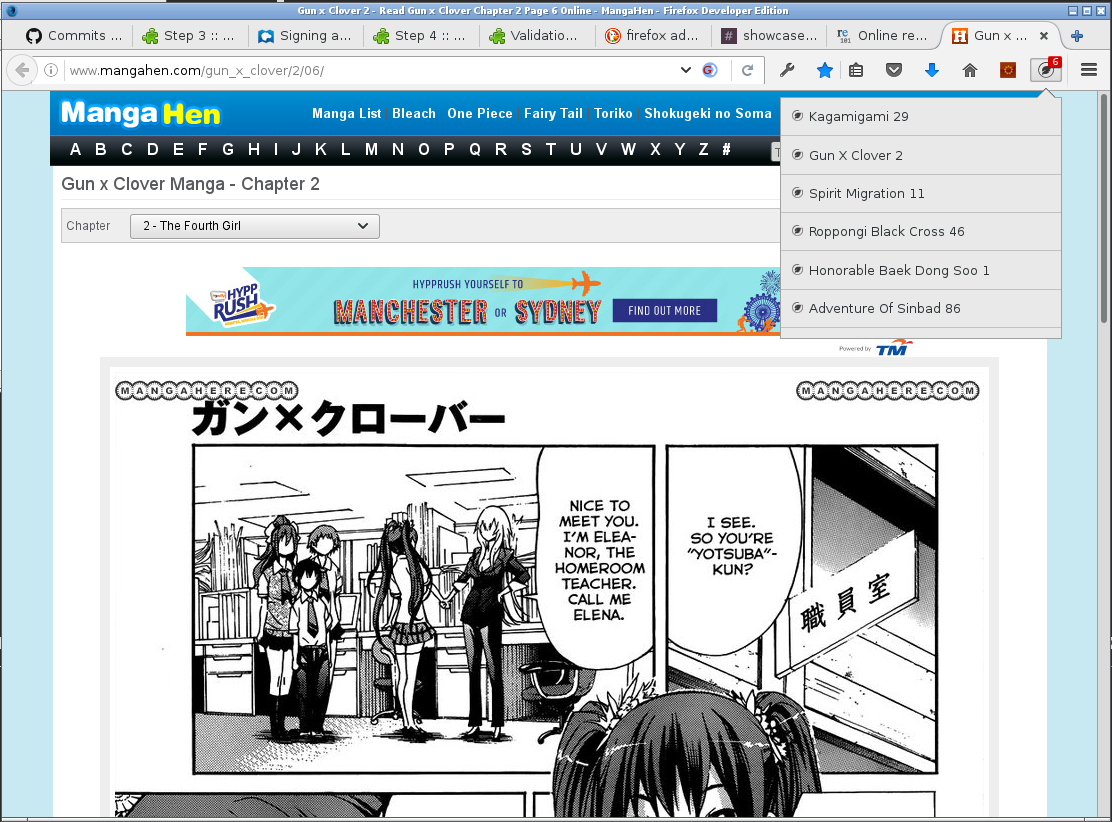 Gun x Clover 2 - Read Gun x Clover Chapter 2 Page 6 Online - MangaHen - Firefox Developer Edition
Commits ...
Step 3 :: ...
Signing a...
Step 4 :: ...
Validatio...
firefox ad...
# showcase...
re
101
Online re...
H
Gun x ...
www.mangahen.com/gun_x_clover/2/06/
G
6
Manga Hen
Manga List
Bleach
One Piece
Fairy Tail
Toriko
Shokugeki no Soma
A B C D E F G H I J K L M N O P Q R S T U V W X Y Z #
Kagamigami 29
Gun X Clover 2
Spirit Migration 11
Roppongi Black Cross 46
Honorable Baek Dong Soo 1
Adventure Of Sinbad 86
Gun x Clover Manga - Chapter 2
Chapter
2 - The Fourth Girl
HYPP
RUSH
HYPPRUSH YOURSELF TO
MANCHESTER OR SYDNEY
FIND OUT MORE
Powered by TM
MANGAHERE.COM
MANGAHERE.COM
ガン×クローバー
NICE TO
MEET YOU.
I'M ELEA-
NOR, THE
HOMEROOM
TEACHER.
CALL ME
ELENA.
I SEE.
SO YOU'RE
"YOTSUBA"-
KUN?
職員室